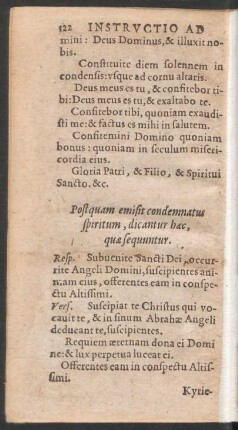 522 INSTRVCTIO AD
mini : Deus Dominus, & illuxit no-
bis.
Constituite diem solennem in
condensis: vsque ad cornu altaris.
Deus meus es tu, & confitebor ti-
bi: Deus meus es tu, & exaltabo te.
Confitebor tibi, quoniam exaudi-
sti me: & factus es mihi in salutem.
Confitemini Domino quoniam
bonus : quoniam in seculum miseri-
cordia eius.
Gloria Patri, & Filio, & Spiritui
Sancto. &c.
Postquam emisit condemnatus
spiritum, dicantur hæc,
quæ sequuntur.
Resp. Subuenite Sancti Dei, occur-
rite Angeli Domini, suscipientes ani-
nam eius, offerentes eam in conspe-
ctu Altissimi.
Vers. Suscipiat te Christus qui vo-
cauit te, & in sinum Abrahæ Angeli
deducant te, suscipientes.
Requiem æternam dona ei Domi-
ne: & lux perpetua luceat ei.
Offerentes eam in conspectu Altis-
simi.
Kyrie-